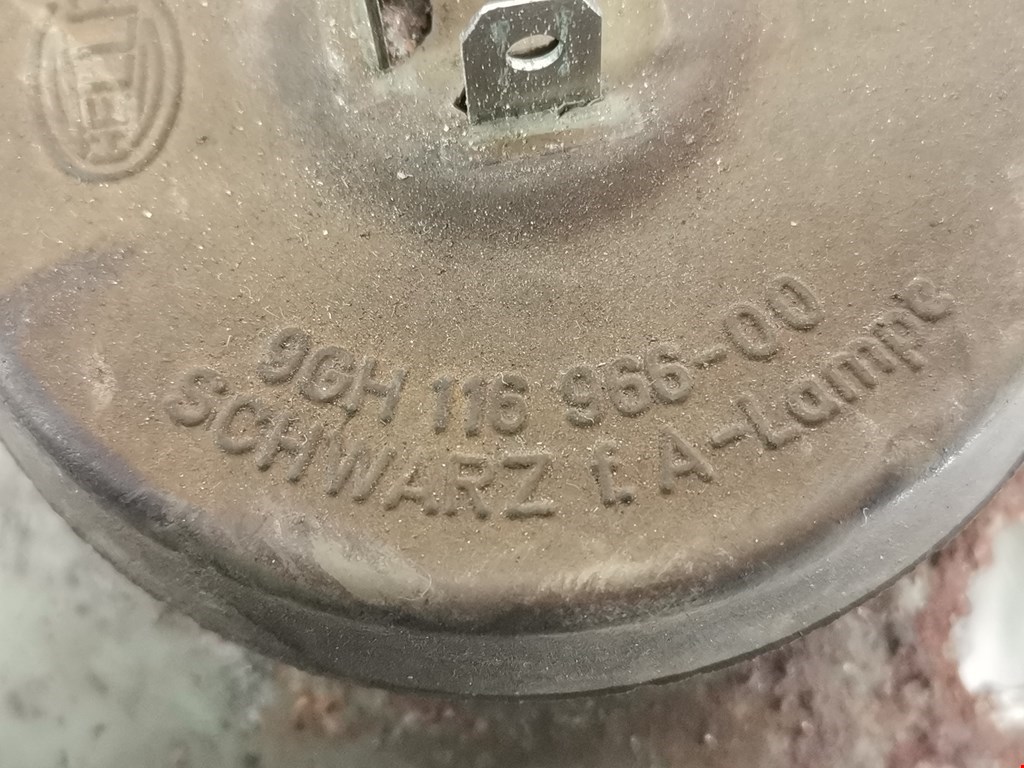 9GH 116 966-00
SCHWARZ f. A-Lampe